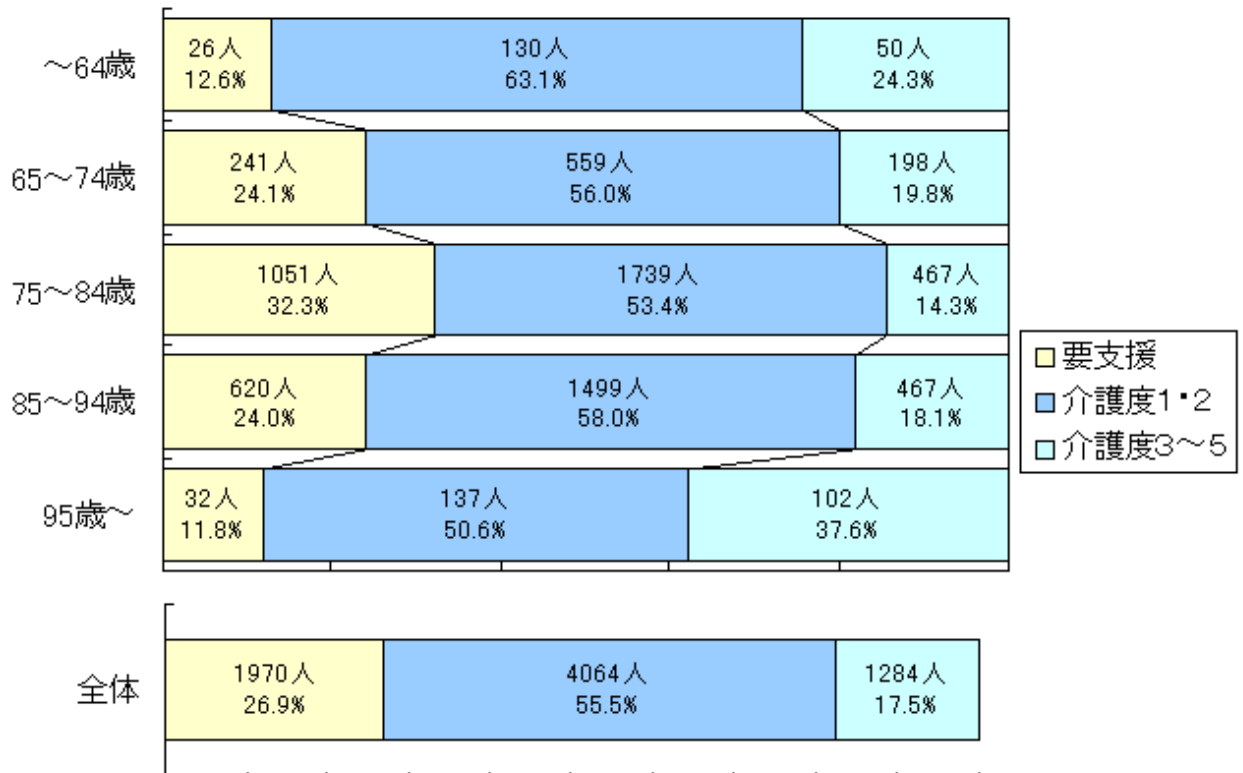 ～64歳
26人 130人 50人
12.6% 63.1% 24.3%
65～74歳
241人 559人 198人
24.1% 56.0% 19.8%
75～84歳
1051人 1739人 467人
32.3% 53.4% 14.3%
85～94歳
620人 1499人 467人
24.0% 58.0% 18.1%
95歳～
32人 137人 102人
11.8% 50.6% 37.6%
要支援
介護度1・2
介護度3～5
全体
1970人 4064人 1284人
26.9% 55.5% 17.5%